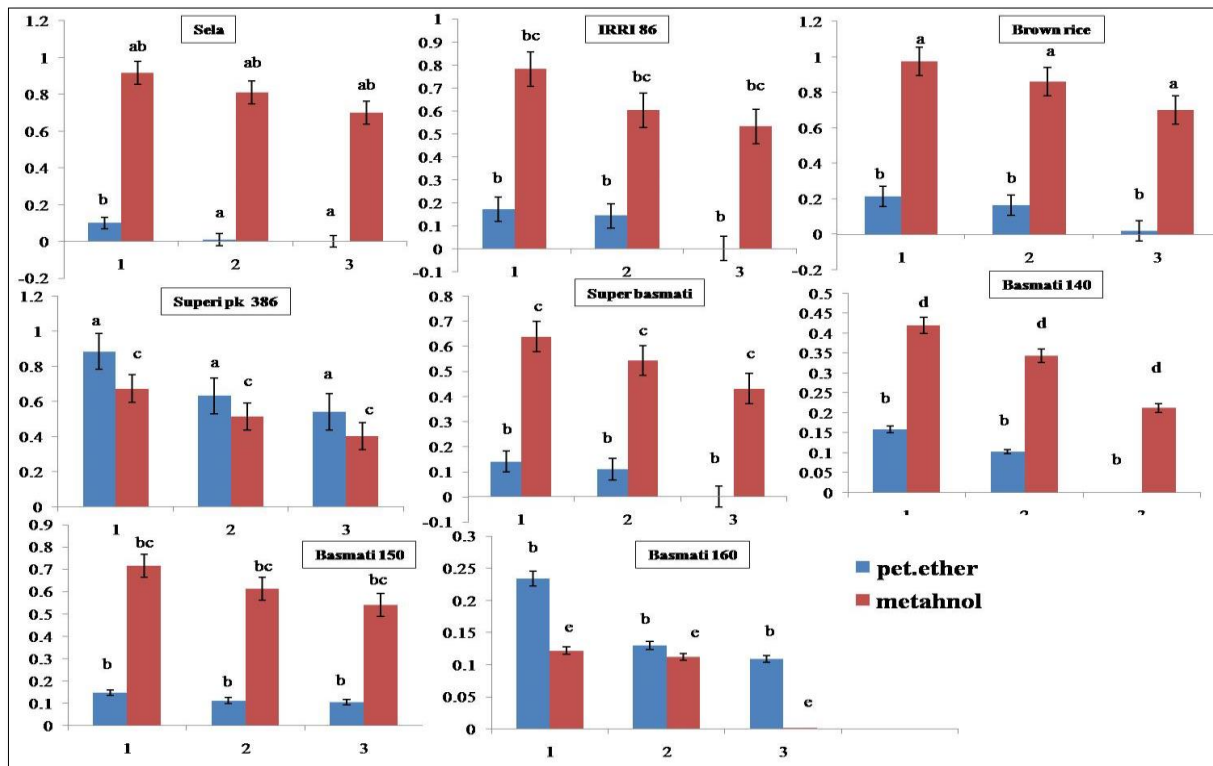 Sela
1.2
1
0.8
0.6
0.4
0.2
0
-0.2
ab
ab
ab
b
a
a
1 2 3
IRRI 86
1
0.9
0.8
0.7
0.6
0.5
0.4
0.3
0.2
0.1
0
-0.1
bc
bc
bc
b
b
b
1 2 3
Brown rice
1.2
1
0.8
0.6
0.4
0.2
0
-0.2
a
a
a
b
b
b
1 2 3
Superi pk 386
1.2
1
0.8
0.6
0.4
0.2
0
a
c
a
c
a
c
1 2 3
Super basmati
0.8
0.7
0.6
0.5
0.4
0.3
0.2
0.1
0
-0.1
c
c
c
b
b
b
1 2 3
Basmati 140
0.5
0.45
0.4
0.35
0.3
0.25
0.2
0.15
0.1
0.05
0
d
d
d
b
b
b
1 2 3
Basmati 150
0.9
0.8
0.7
0.6
0.5
0.4
0.3
0.2
0.1
0
bc
bc
bc
b
b
b
1 2 3
Basmati 160
0.3
0.25
0.2
0.15
0.1
0.05
0
b
e
b
e
b
e
1 2 3
pet.ether
metahnol